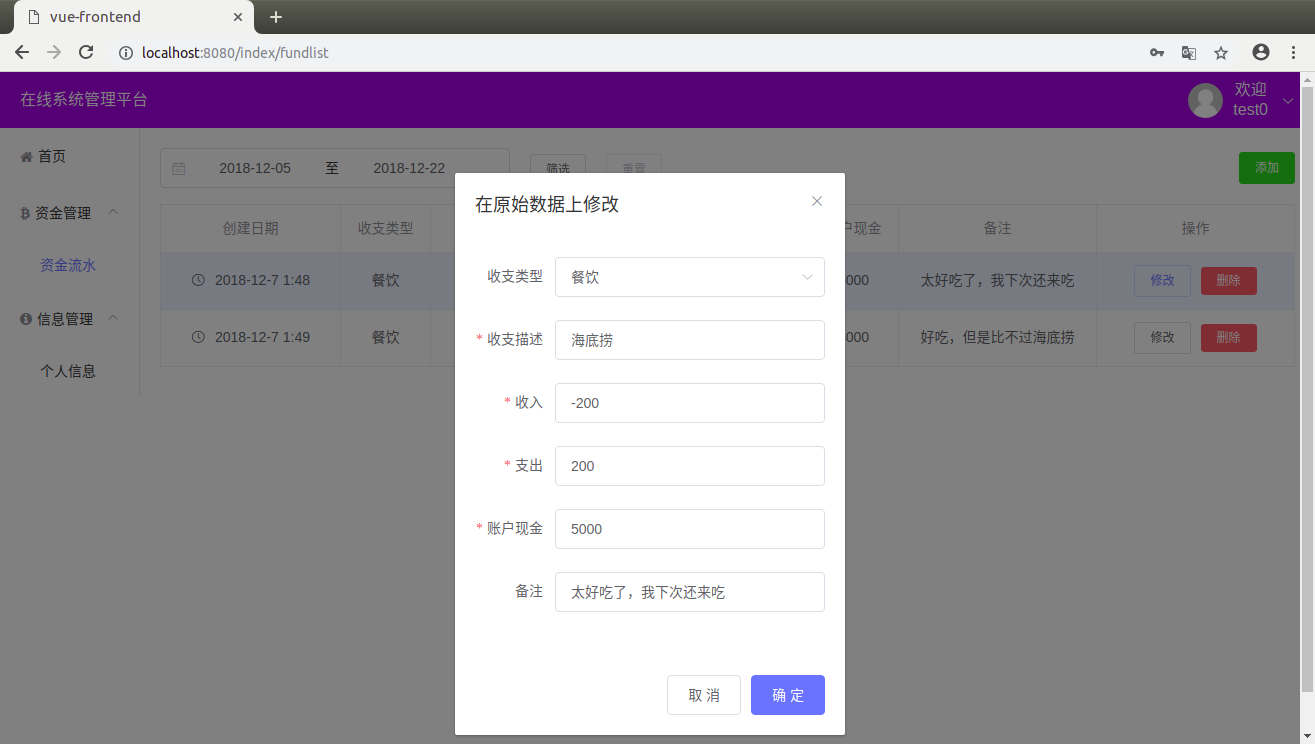 vue-frontend
localhost:8080/index/fundlist
在线系统管理平台
欢迎
test0
首页
资金管理
资金流水
信息管理
个人信息
2018-12-05 至 2018-12-22 筛选 重置 添加
创建日期 收支类型 户现金 备注 操作
2018-12-7 1:48 餐饮 000 太好吃了，我下次还来吃 修改 删除
2018-12-7 1:49 餐饮 000 好吃，但是比不过海底捞 修改 删除
在原始数据上修改
收支类型 餐饮
* 收支描述 海底捞
* 收入 -200
* 支出 200
* 账户现金 5000
备注 太好吃了，我下次还来吃
取 消 确 定